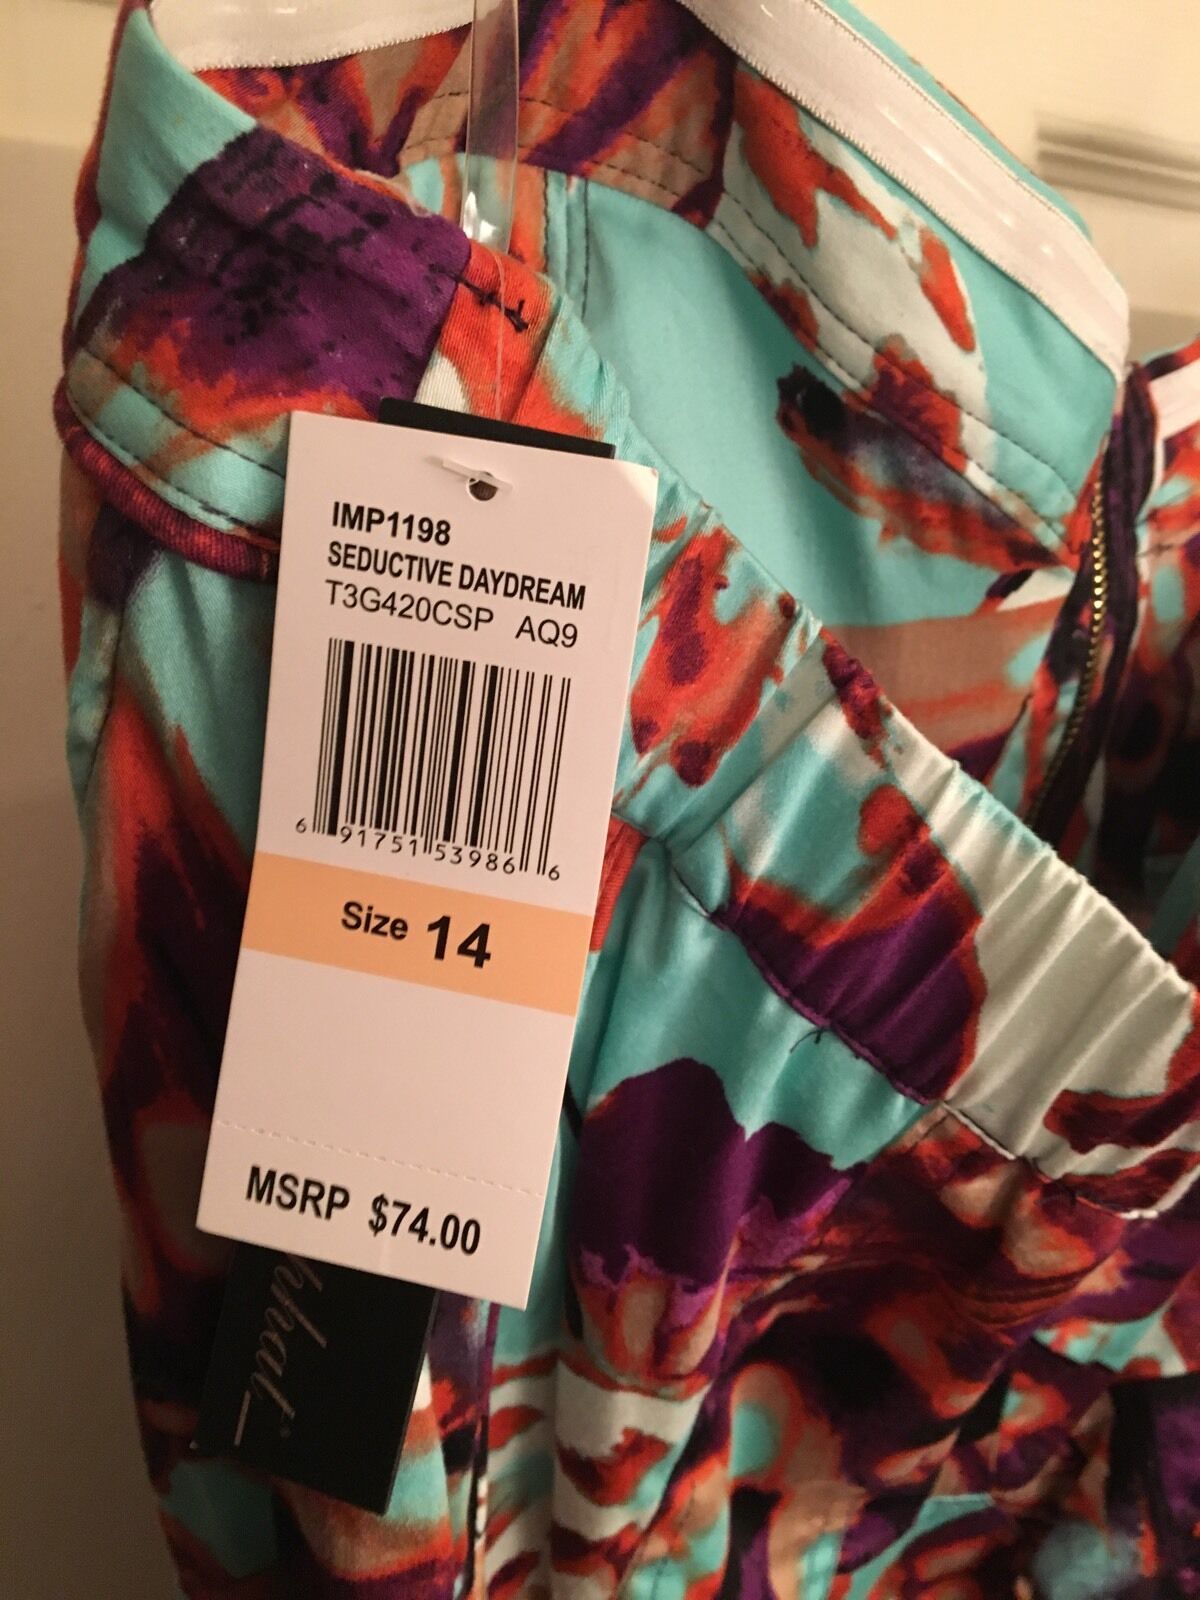 IMP1198
SEDUCTIVE DAYDREAM
T3G420CSP AQ9
6 91751 53986 6
Size 14
MSRP $74.00